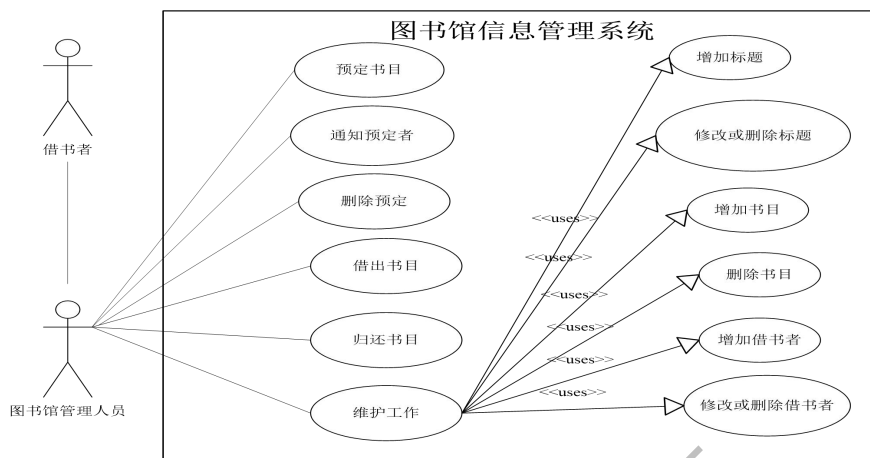 图书馆信息管理系统
借书者
图书馆管理人员
预定书目
通知预定者
删除预定
借出书目
归还书目
维护工作
<<uses>>
<<uses>>
<<uses>>
<<uses>>
<<uses>>
<<uses>>
增加标题
修改或删除标题
增加书目
删除书目
增加借书者
修改或删除借书者